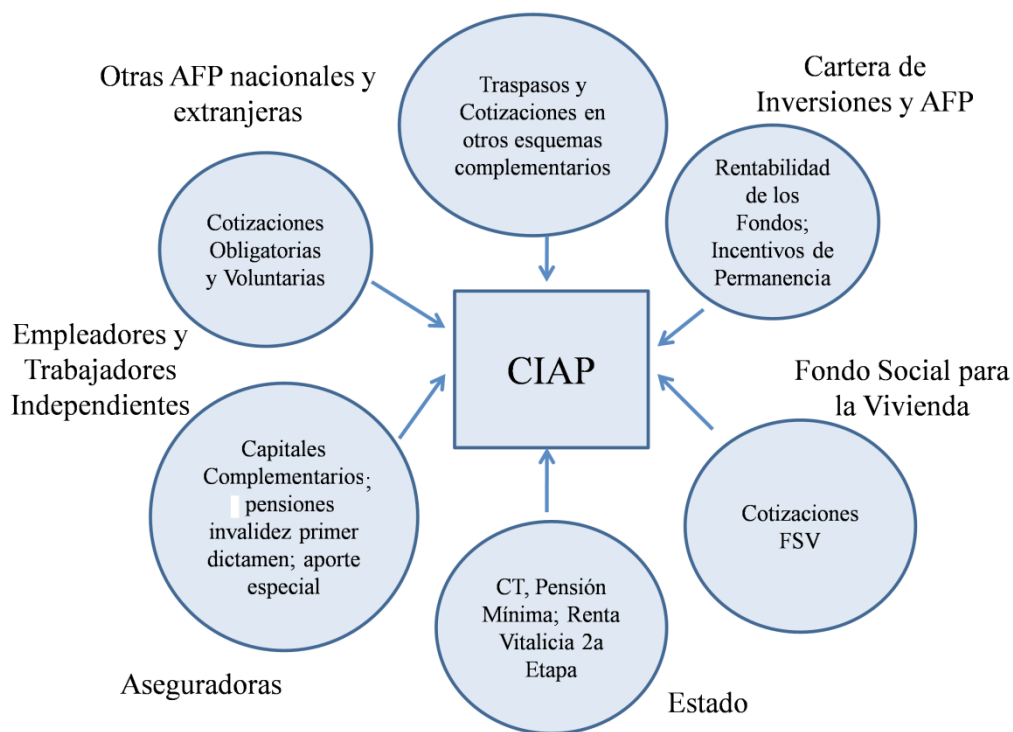 Otras AFP nacionales y
extranjeras
Traspasos y
Cotizaciones en
otros esquemas
complementarios
Cartera de
Inversiones y AFP
Rentabilidad
de los
Fondos;
Incentivos de
Permanencia
Cotizaciones
Obligatorias
y Voluntarias
Empleadores y
Trabajadores
Independientes
CIAP
Fondo Social para
la Vivienda
Capitales
Complementarios;
pensiones
invalidez primer
dictamen; aporte
especial
Cotizaciones
FSV
CT, Pensión
Mínima; Renta
Vitalicia 2a
Etapa
Aseguradoras
Estado